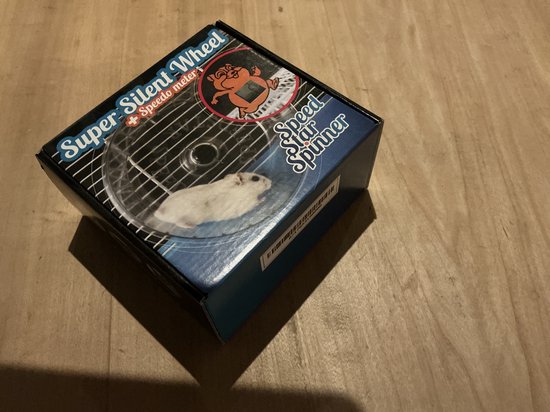 Super Silent Wheel
+ Speedo meter
Speed
Star
Spinner